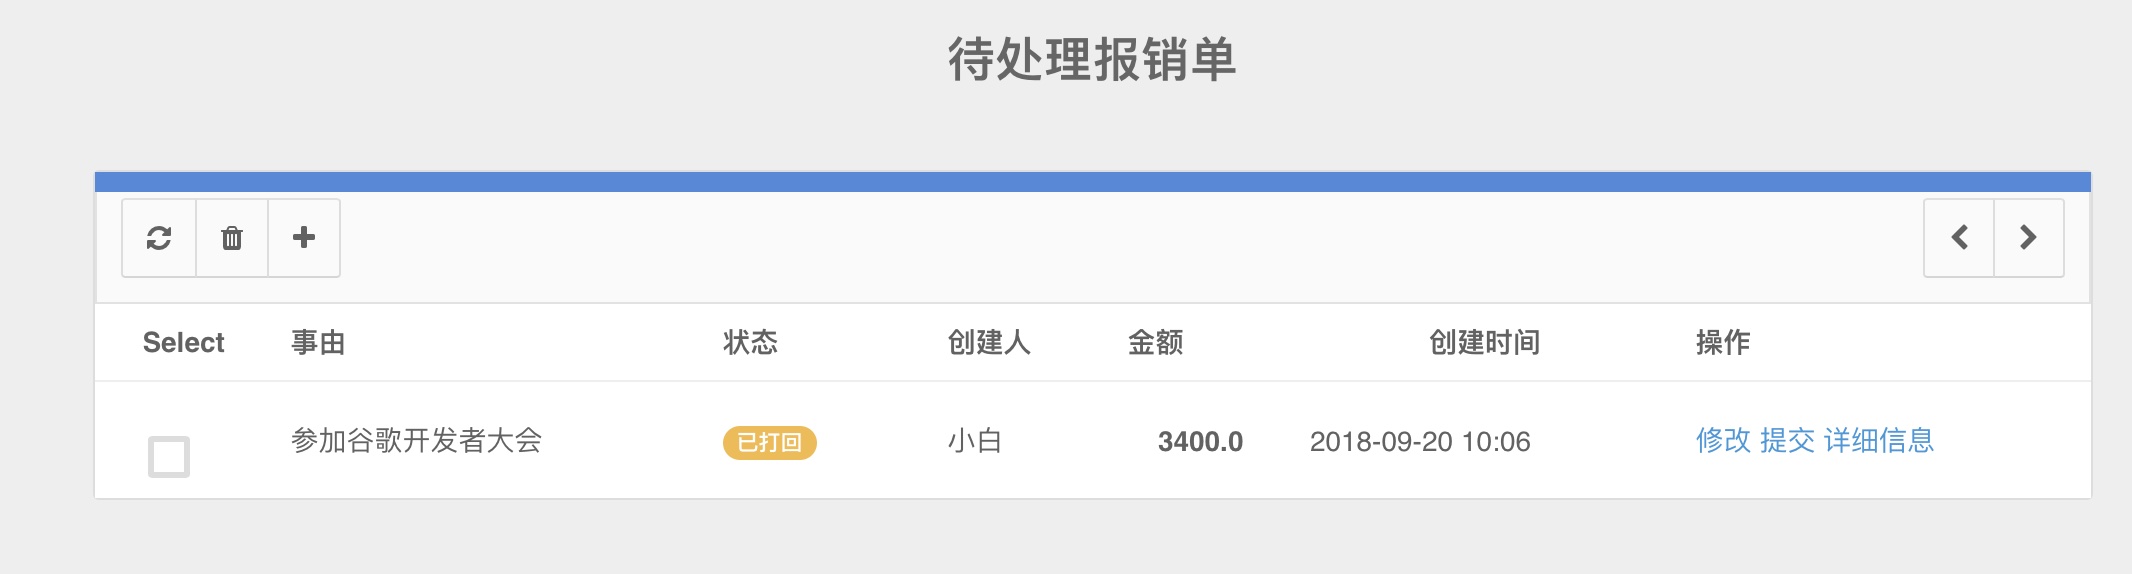 待处理报销单
Select 事由 状态 创建人 金额 创建时间 操作
参加谷歌开发者大会 已打回 小白 3400.0 2018-09-20 10:06 修改 提交 详细信息